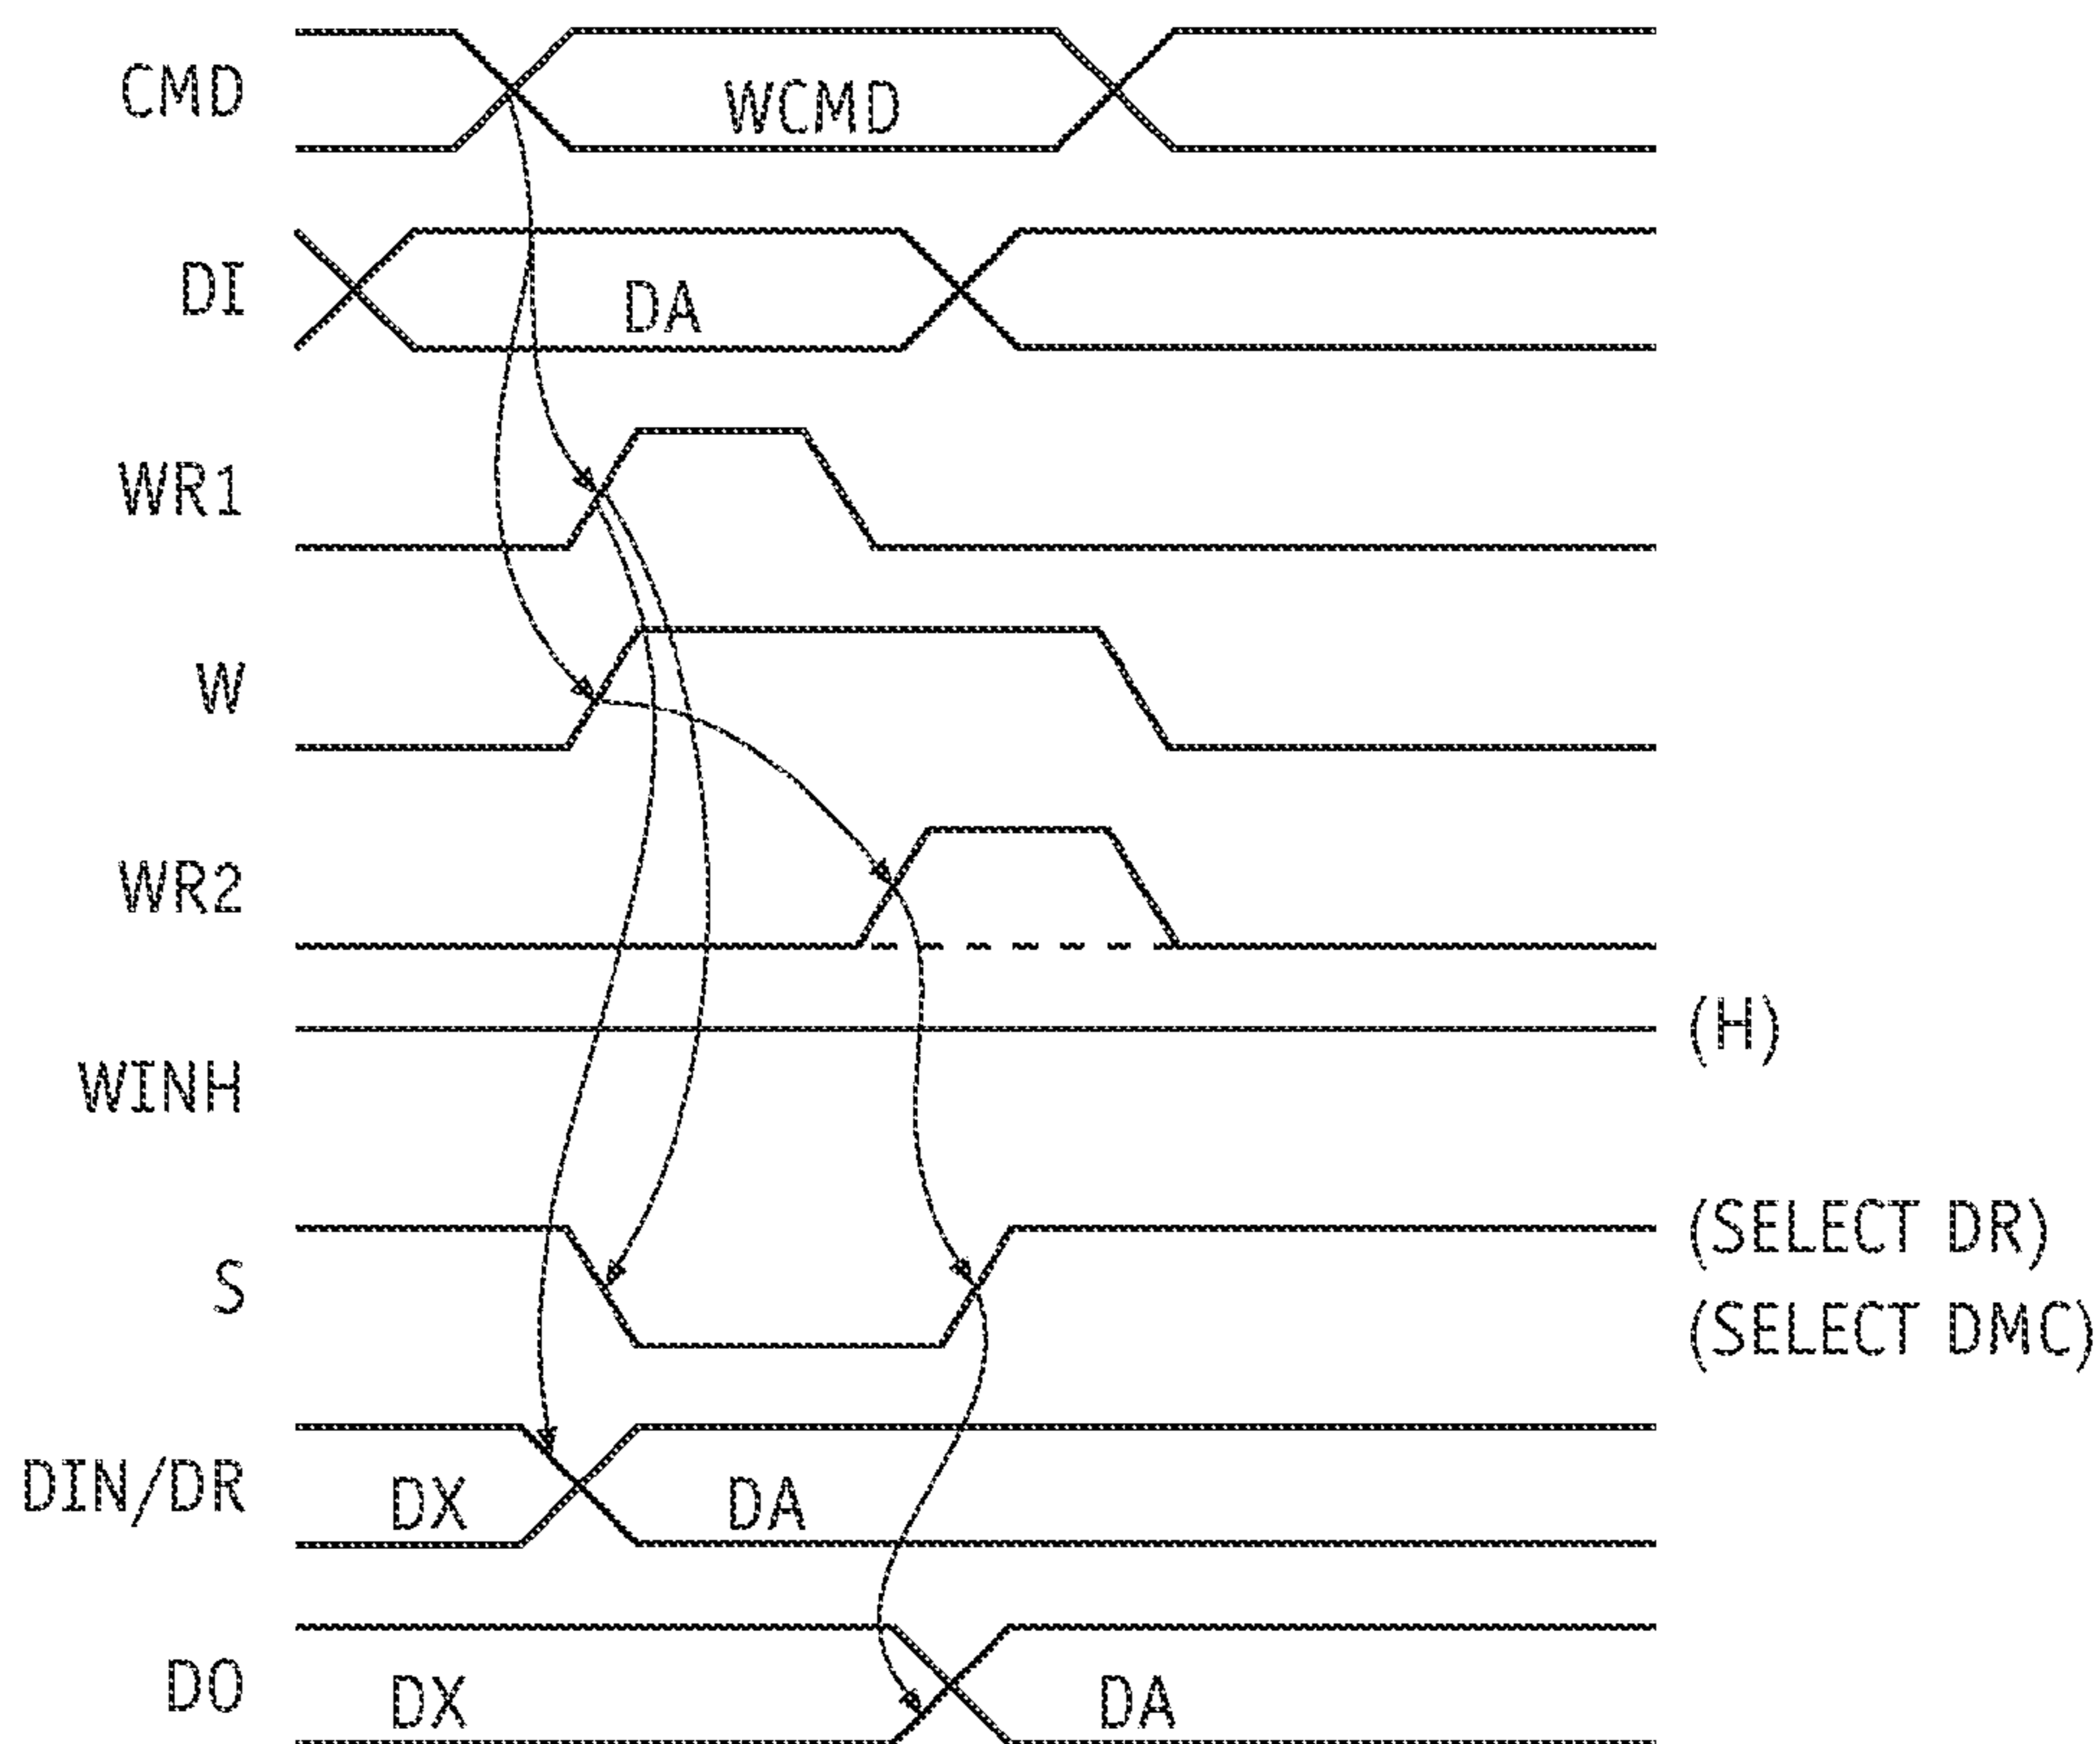 CMD
WCMD
DI
DA
WR1
W
WR2
WINH
(H)
S
(SELECT DR)
(SELECT DMC)
DIN/DR
DX
DA
DO
DX
DA